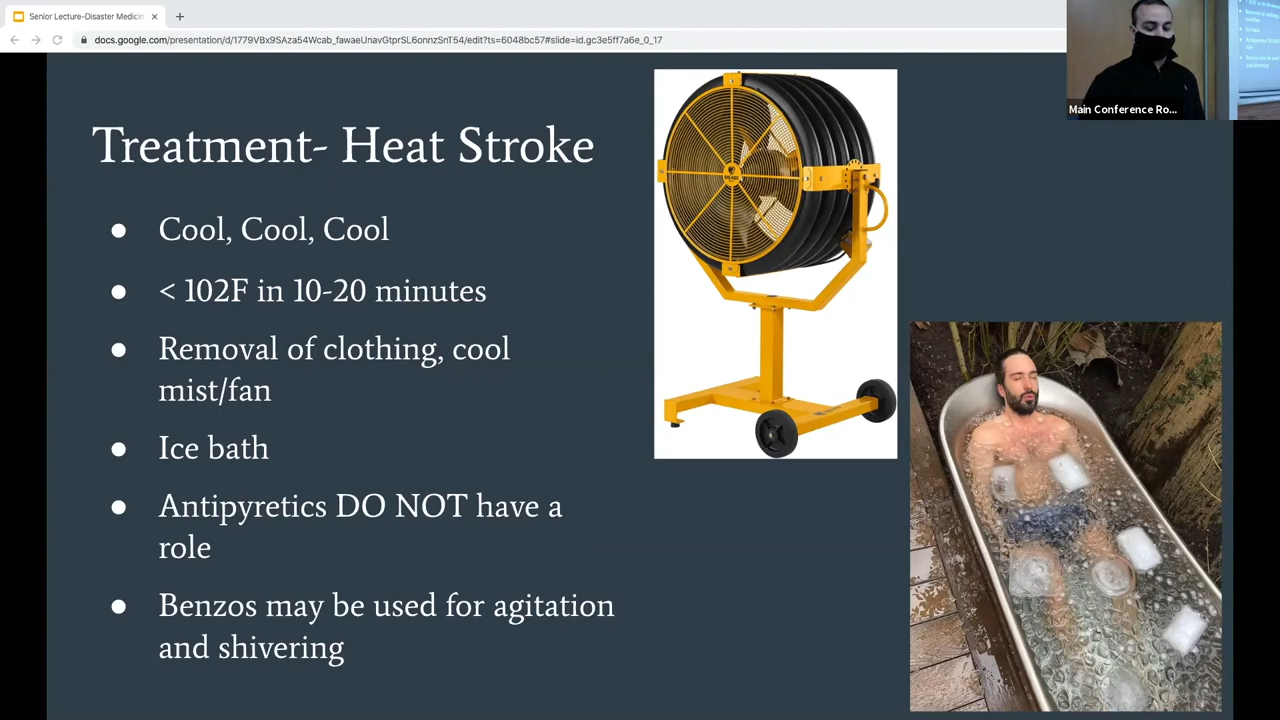 Senior Lecture-Disaster Medicin
docs.google.com/presentation/d/1779VBx9SAza54Wcab_fawaeUnavGtprSL6onnzSnT54/edit?ts=6048bc57#slide=id.gc3e5ff7a6e_0_17
Main Conference Ro...
Treatment- Heat Stroke
● Cool, Cool, Cool
● < 102F in 10-20 minutes
● Removal of clothing, cool
mist/fan
● Ice bath
● Antipyretics DO NOT have a
role
● Benzos may be used for agitation
and shivering